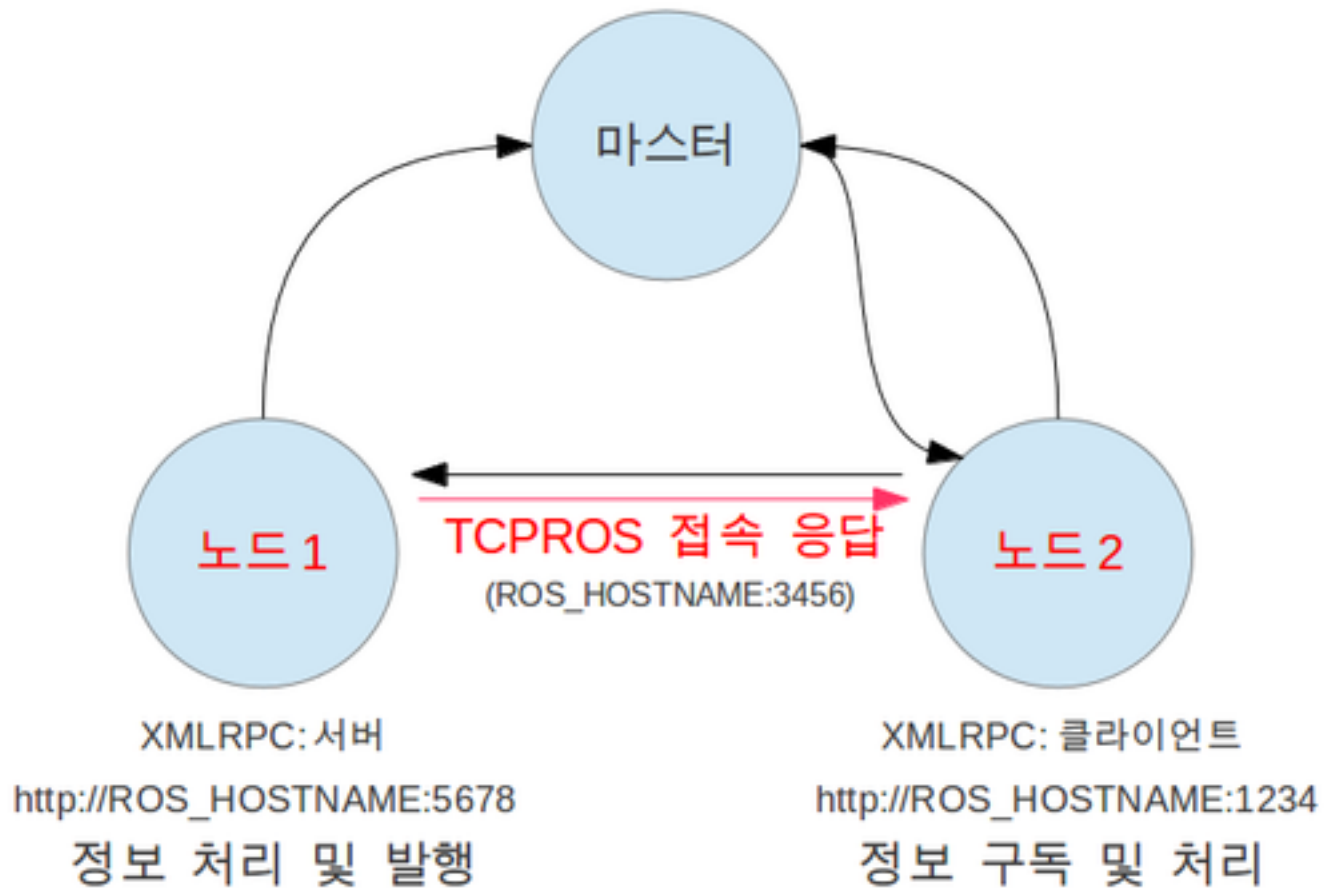 마스터
노드 1
TCPROS 접속 응답
(ROS_HOSTNAME:3456)
노드 2
XMLRPC: 서버
http://ROS_HOSTNAME:5678
정보 처리 및 발행
XMLRPC: 클라이언트
http://ROS_HOSTNAME:1234
정보 구독 및 처리